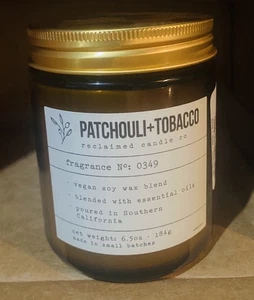 PATCHOULI+TOBACCO
reclaimed candle co
fragrance Nº: 0349
· vegan soy wax blend
· blended with essential oils
· poured in Southern
California
net weight: 6.5oz · 184g
made in small batches